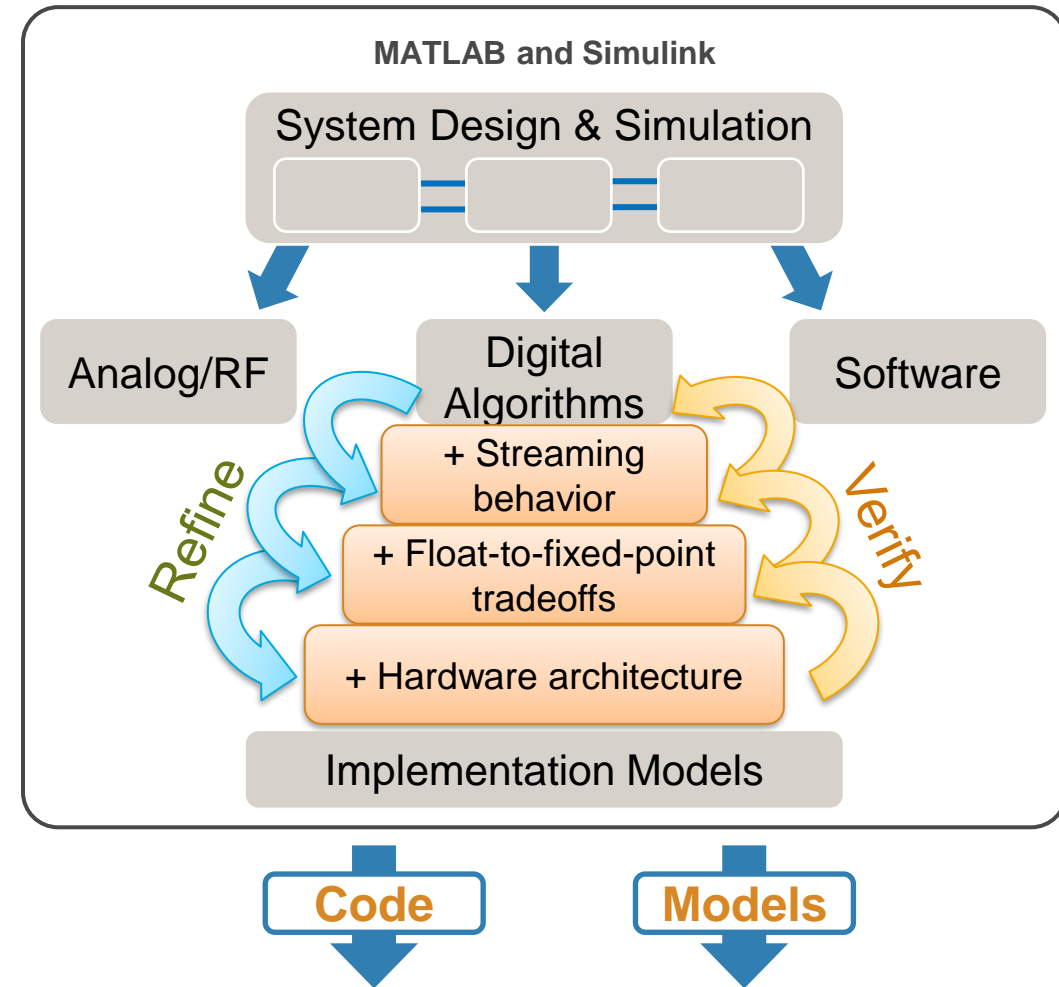 MATLAB and Simulink
System Design & Simulation
Analog/RF
Digital
Algorithms
Software
+ Streaming
behavior
+ Float-to-fixed-point
tradeoffs
+ Hardware architecture
Refine
Verify
Implementation Models
Code
Models